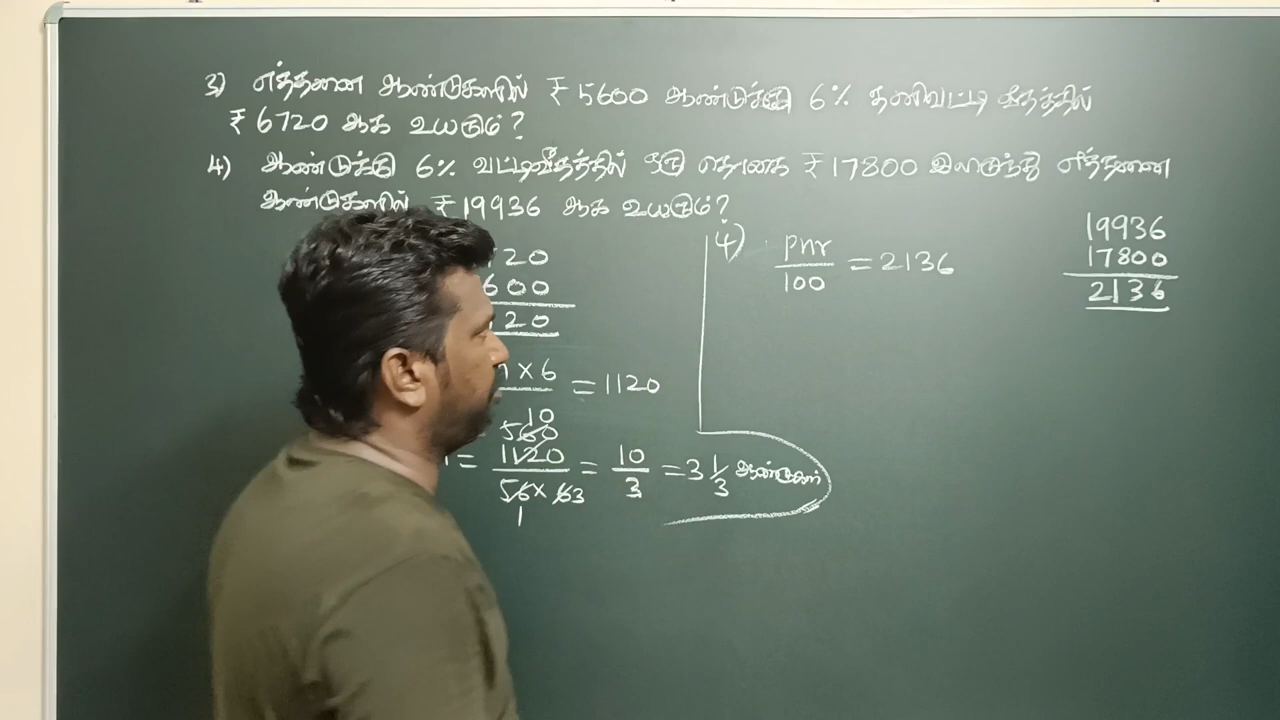 3) எத்தனை ஆண்டுகளில் ₹ 5600 ஆண்டுக்கு 6% தனிவட்டி வீதத்தில்
₹ 6720 ஆக உயரும்?
4) ஆண்டுக்கு 6% வட்டிவீதத்தில் ஒரு தொகை ₹ 17800 இலிருந்து எத்தனை
ஆண்டுகளில் ₹ 19936 ஆக உயரும்?
20
600
120
n × 6 = 1120
10
560
1120 / 56 × 63 = 10 / 3 = 3 1/3 ஆண்டுகள்
1
4) pnr / 100 = 2136
19936
17800
2136